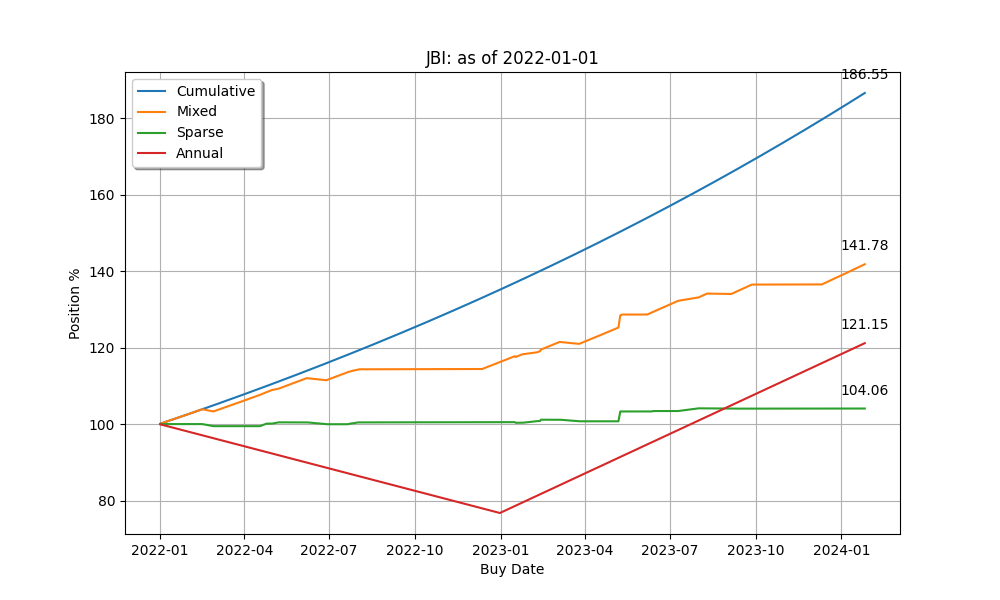 JBI: as of 2022-01-01
Cumulative
Mixed
Sparse
Annual
186.55
141.78
121.15
104.06
Position %
180
160
140
120
100
80
2022-01 2022-04 2022-07 2022-10 2023-01 2023-04 2023-07 2023-10 2024-01
Buy Date